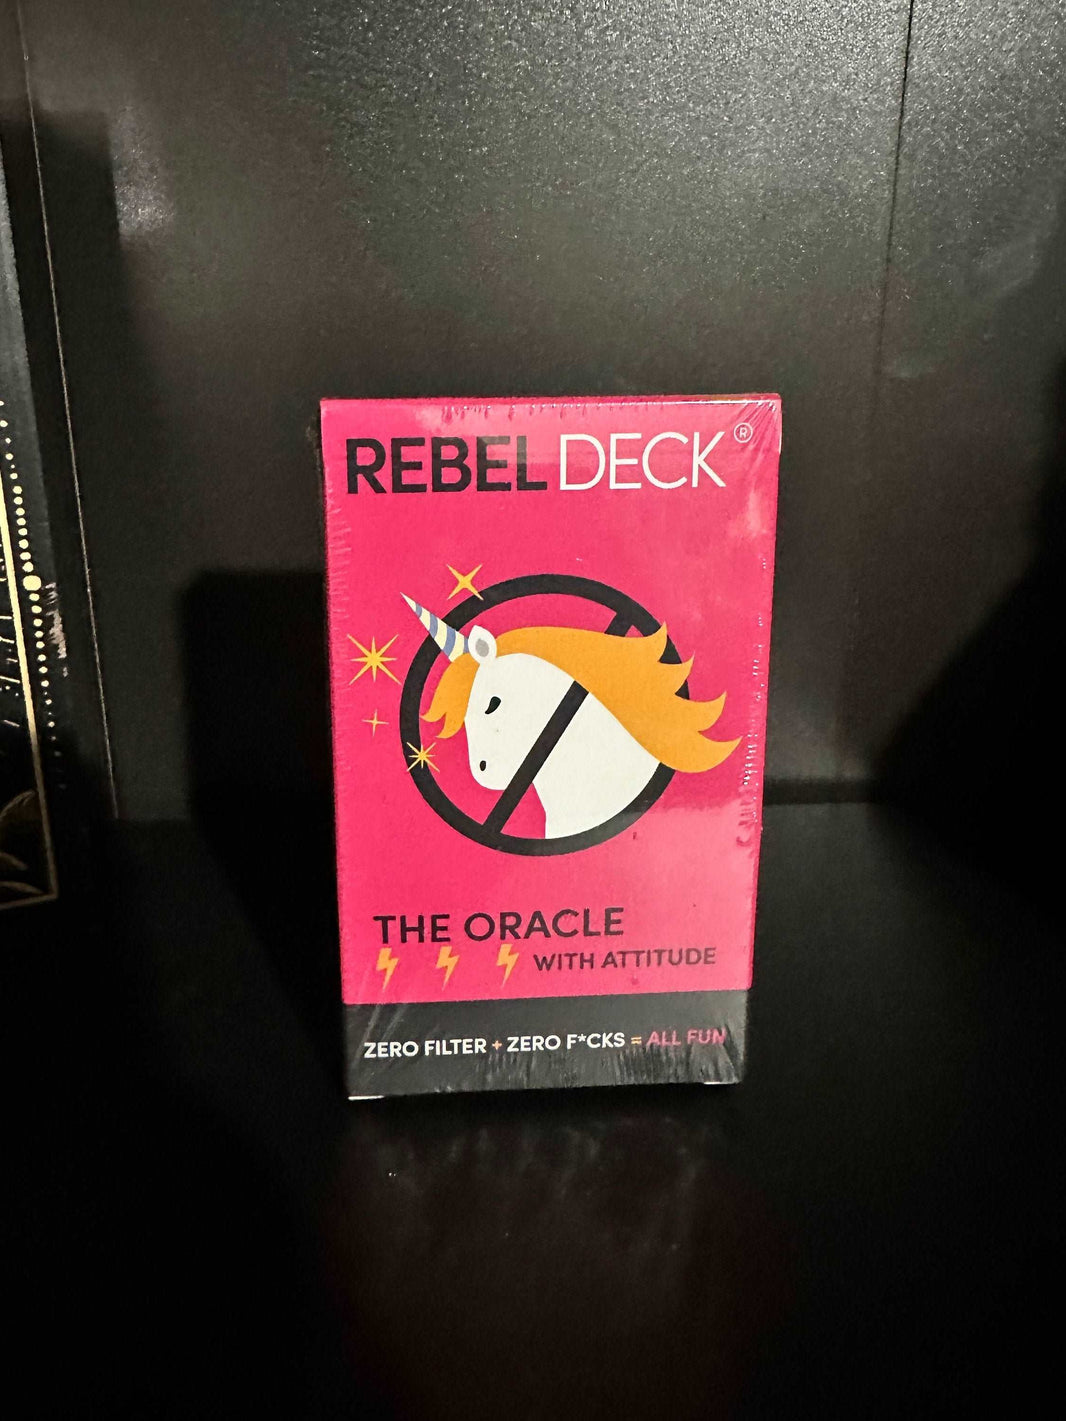 REBEL DECK ®
THE ORACLE
WITH ATTITUDE
ZERO FILTER + ZERO F*CKS = ALL FUN